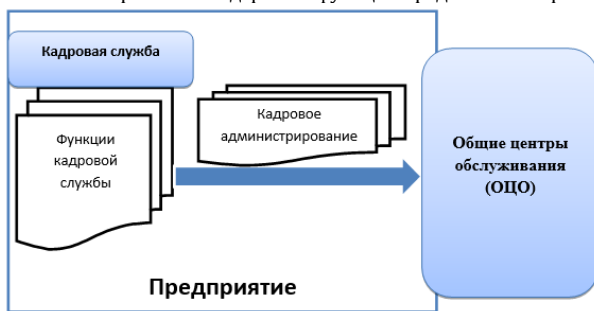 Кадровая служба
Функции
кадровой
службы
Кадровое
администрирование
Общие центры
обслуживания
(ОЦО)
Предприятие